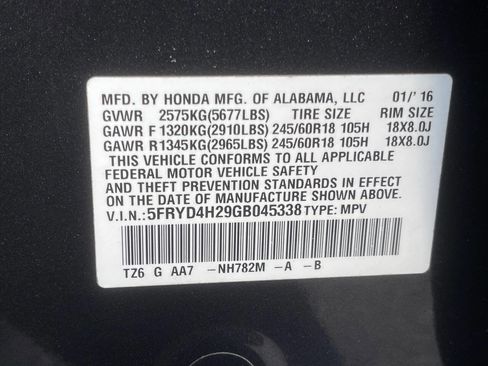 MFD. BY HONDA MFG. OF ALABAMA, LLC 01/'16
GVWR 2575KG(5677LBS) TIRE SIZE RIM SIZE
GAWR F 1320KG(2910LBS) 245/60R18 105H 18X8.0J
GAWR R 1345KG(2965LBS) 245/60R18 105H 18X8.0J
THIS VEHICLE CONFORMS TO ALL APPLICABLE
FEDERAL MOTOR VEHICLE SAFETY
AND THEFT PREVENTION STANDARDS IN EFFECT
ON THE DATE OF MANUFACTURE SHOWN ABOVE.
V.I.N.: 5FRYD4H29GB045338 TYPE: MPV
TZ6 G AA7 -NH782M -A -B